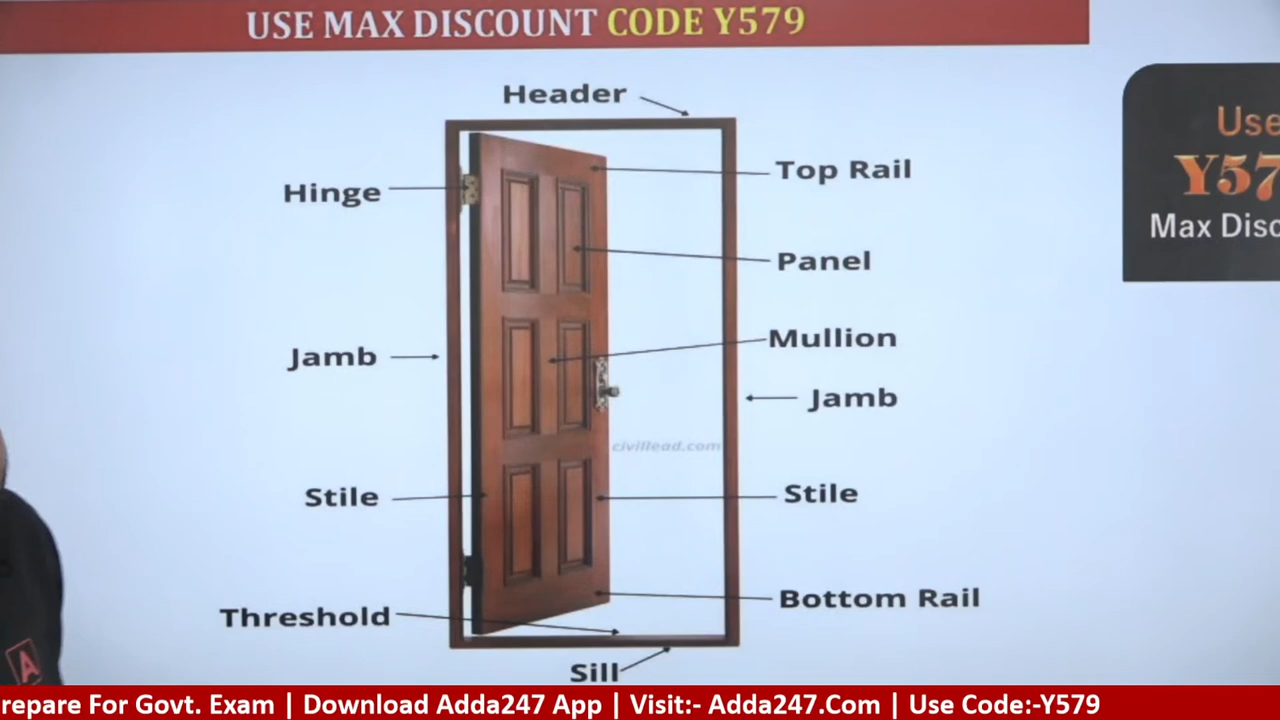 USE MAX DISCOUNT CODE Y579
Header
Top Rail
Hinge
Panel
Mullion
Jamb
Jamb
civillead.com
Stile
Stile
Bottom Rail
Threshold
Sill
Use
Y57
Max Disc
A
repare For Govt. Exam | Download Adda247 App | Visit:- Adda247.Com | Use Code:-Y579